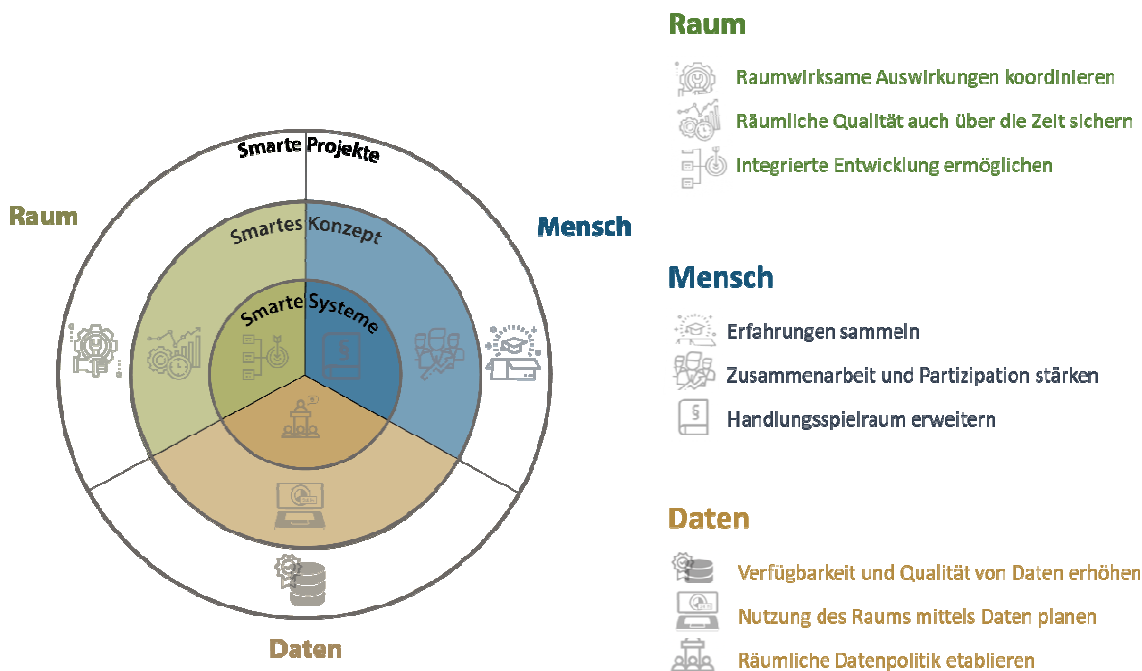 Smarte Projekte
Raum
Mensch
Smartes Konzept
Smarte Systeme
§
Daten
Raum
Raumwirksame Auswirkungen koordinieren
Räumliche Qualität auch über die Zeit sichern
Integrierte Entwicklung ermöglichen
Mensch
Erfahrungen sammeln
Zusammenarbeit und Partizipation stärken
§
Handlungsspielraum erweitern
Daten
Verfügbarkeit und Qualität von Daten erhöhen
Nutzung des Raums mittels Daten planen
Räumliche Datenpolitik etablieren